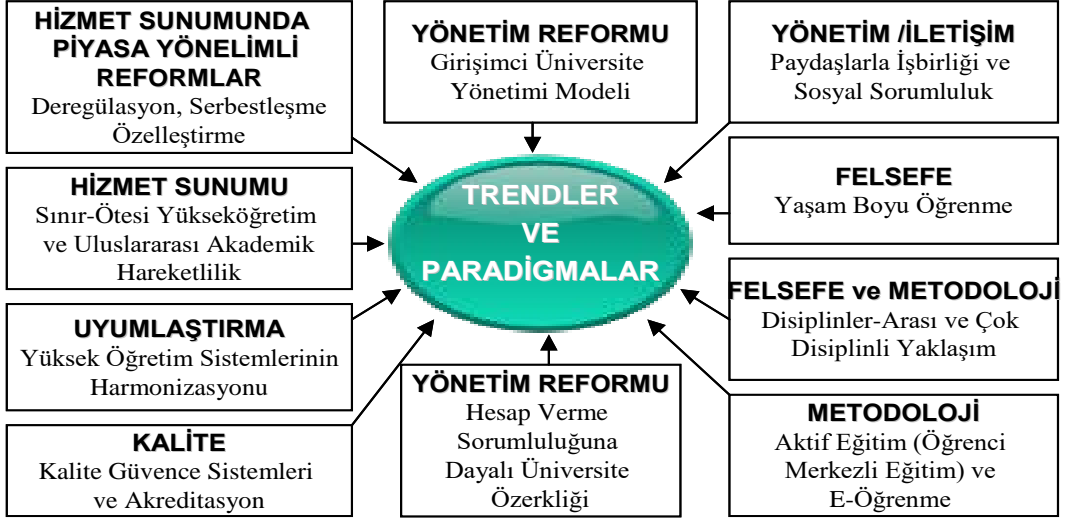 HİZMET SUNUMUNDA
PİYASA YÖNELİMLİ
REFORMLAR
Deregülasyon, Serbestleşme
Özelleştirme
YÖNETİM REFORMU
Girişimci Üniversite
Yönetimi Modeli
YÖNETİM /İLETİŞİM
Paydaşlarla İşbirliği ve
Sosyal Sorumluluk
HİZMET SUNUMU
Sınır-Ötesi Yükseköğretim
ve Uluslararası Akademik
Hareketlilik
TRENDLER
VE
PARADİGMALAR
FELSEFE
Yaşam Boyu Öğrenme
UYUMLAŞTIRMA
Yüksek Öğretim Sistemlerinin
Harmonizasyonu
FELSEFE ve METODOLOJİ
Disiplinler-Arası ve Çok
Disiplinli Yaklaşım
KALİTE
Kalite Güvence Sistemleri
ve Akreditasyon
YÖNETİM REFORMU
Hesap Verme
Sorumluluğuna
Dayalı Üniversite
Özerkliği
METODOLOJİ
Aktif Eğitim (Öğrenci
Merkezli Eğitim) ve
E-Öğrenme